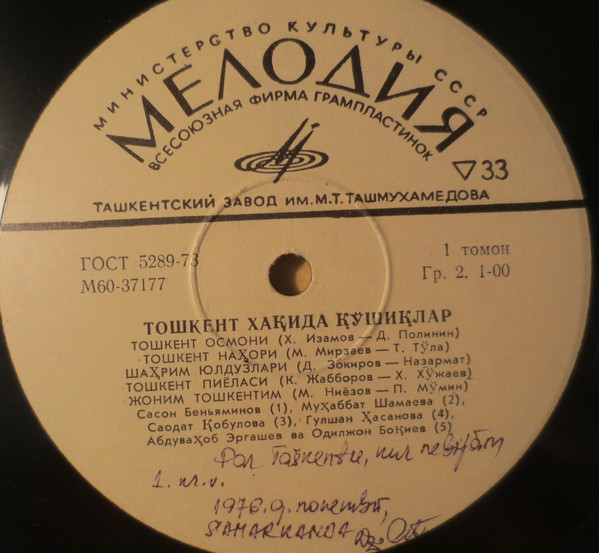 МИНИСТЕРСТВО КУЛЬТУРЫ СССР
МЕЛОДИЯ
ВСЕСОЮЗНАЯ ФИРМА ГРАМПЛАСТИНОК
▽33
ТАШКЕНТСКИЙ ЗАВОД ИМ. М.Т. ТАШМУХАМЕДОВА
ГОСТ 5289-73
М60-37177
1 томон
Гр. 2. 1-00
ТОШКЕНТ ҲАҚИДА ҚЎШИҚЛАР
ТОШКЕНТ ОСМОНИ (Х. Изамов — Д. Полинин)
ТОШКЕНТ НАҲОРИ (М. Мирзаев — Т. Тўла)
ШАҲРИМ ЮЛДУЗЛАРИ (Д. Зокиров — Назармат)
ТОШКЕНТ ПИЁЛАСИ (К. Жабборов — Х. Хўжаев)
ЖОНИМ ТОШКЕНТИМ (М. Ниёзов — П. Мўмин)
Сасон Беньяминов (1), Муҳаббат Шамаева (2),
Саодат Қобулова (3), Гулшан Ҳасанова (4),
Абдуваҳоб Эргашев ва Одилжон Боқиев (5)
1.
1976.g.
SAMARKANDA